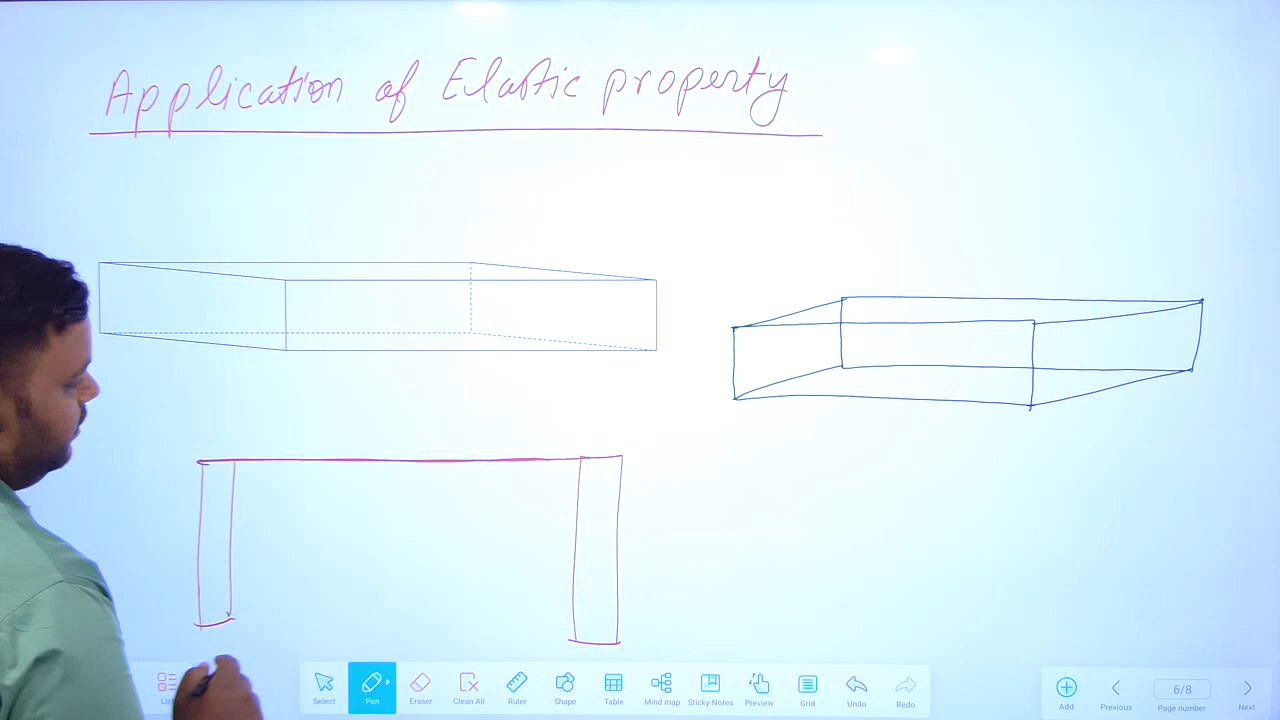 Application of Elastic property
Select
Pen
Eraser
Clean All
Ruler
Shape
Table
Mind map
Sticky-Notes
Preview
Grid
Undo
Redo
Add
Previous
6/8
Page number
Next